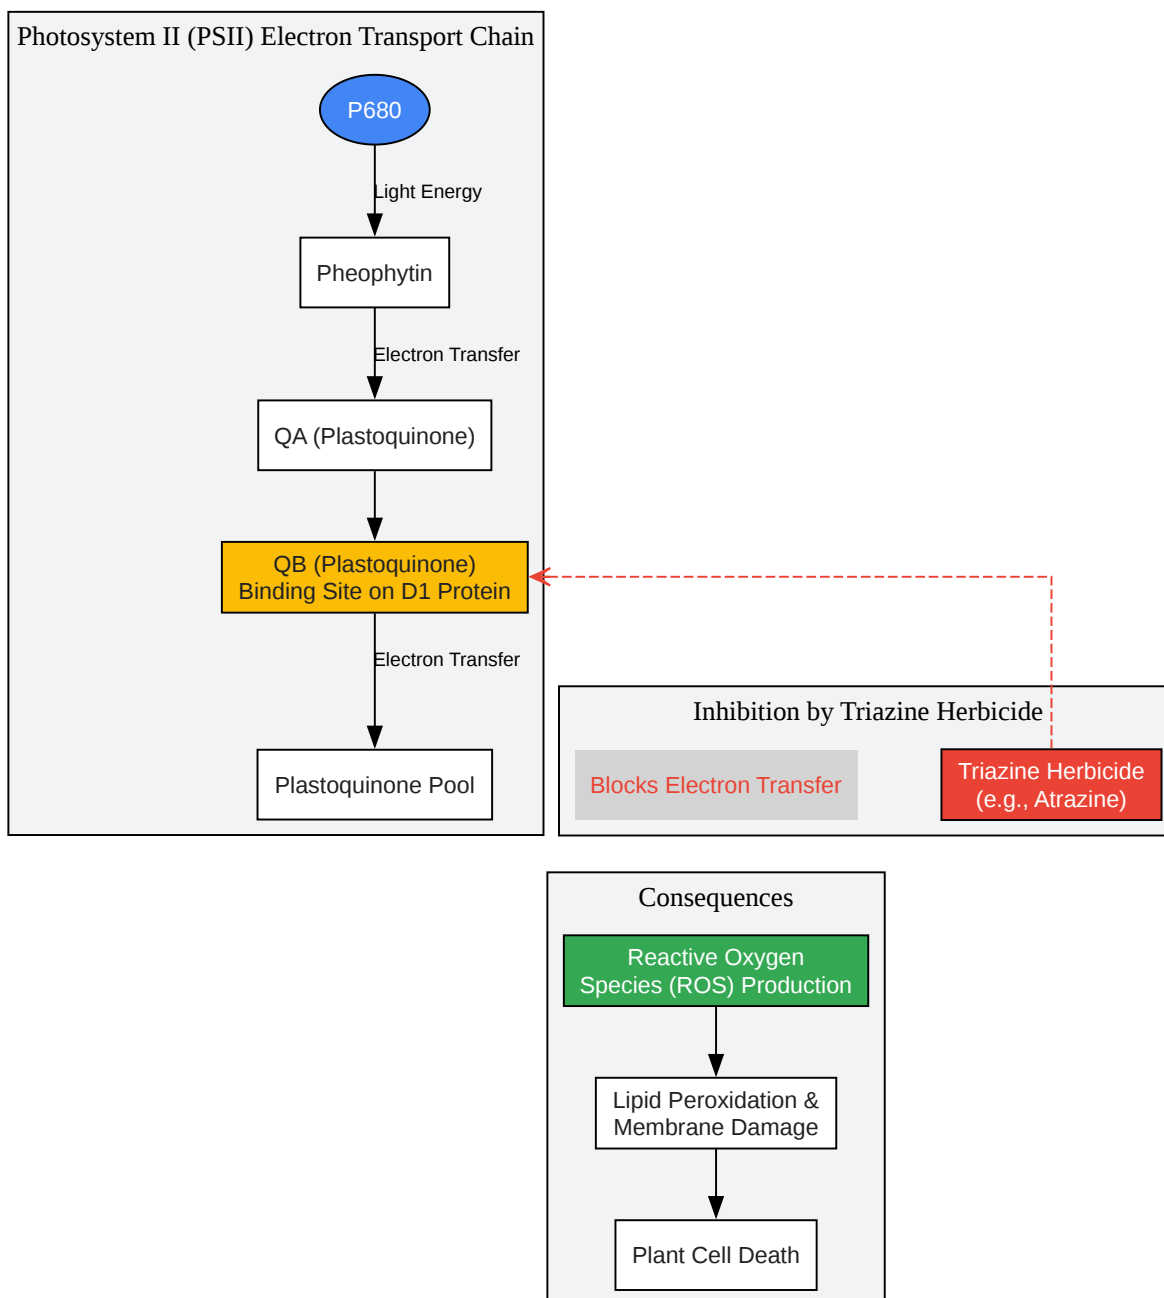 Photosystem II (PSII) Electron Transport Chain
P680
Light Energy
Pheophytin
Electron Transfer
QA (Plastoquinone)
QB (Plastoquinone)
Binding Site on D1 Protein
Electron Transfer
Plastoquinone Pool
Inhibition by Triazine Herbicide
Blocks Electron Transfer
Triazine Herbicide
(e.g., Atrazine)
Consequences
Reactive Oxygen
Species (ROS) Production
Lipid Peroxidation &
Membrane Damage
Plant Cell Death